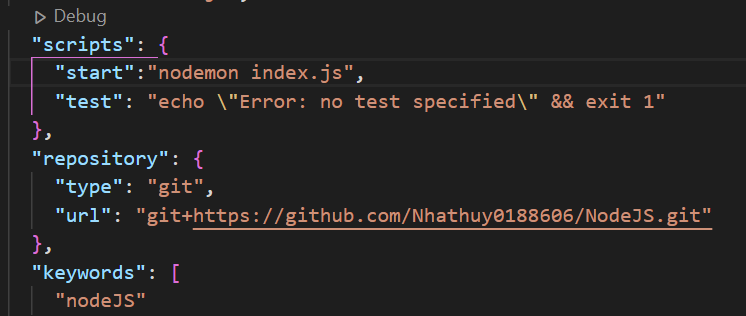 Debug
"scripts": {
"start":"nodemon index.js",
"test": "echo \"Error: no test specified\" && exit 1"
},
"repository": {
"type": "git",
"url": "git+https://github.com/Nhathuy0188606/NodeJS.git"
},
"keywords": [
"nodeJS"